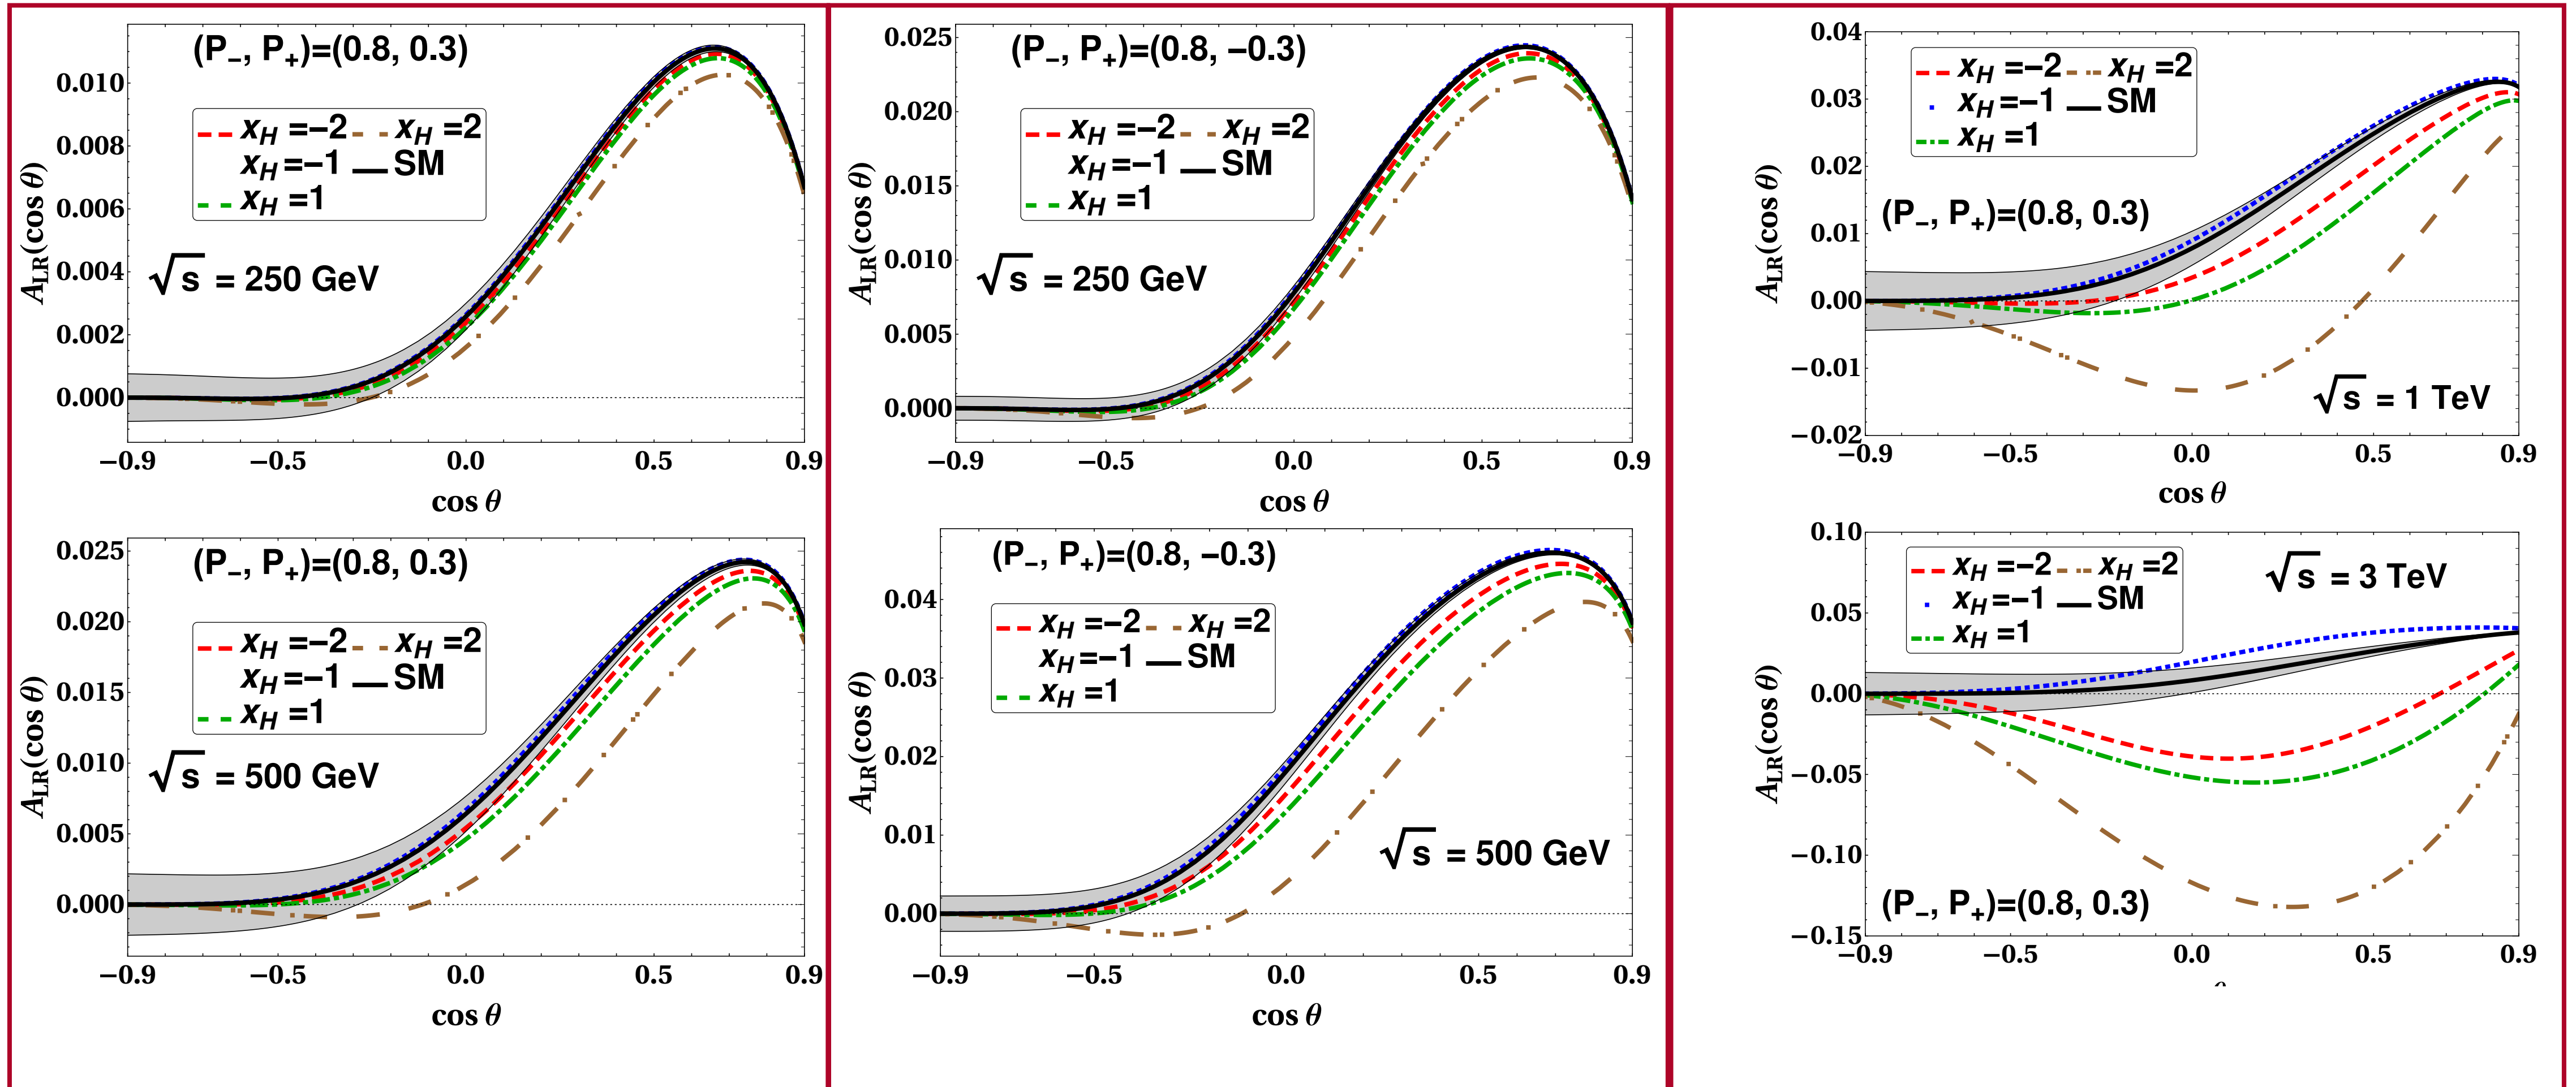 (P₋, P₊)=(0.8, 0.3)
x_H =−2 x_H =2
x_H =−1 SM
x_H =1
√s = 250 GeV
A_LR(cos θ)
0.010
0.008
0.006
0.004
0.002
0.000
−0.9 −0.5 0.0 0.5 0.9
cos θ
(P₋, P₊)=(0.8, 0.3)
x_H =−2 x_H =2
x_H =−1 SM
x_H =1
√s = 500 GeV
A_LR(cos θ)
0.025
0.020
0.015
0.010
0.005
0.000
−0.9 −0.5 0.0 0.5 0.9
cos θ
(P₋, P₊)=(0.8, −0.3)
x_H =−2 x_H =2
x_H =−1 SM
x_H =1
√s = 250 GeV
A_LR(cos θ)
0.025
0.020
0.015
0.010
0.005
0.000
−0.9 −0.5 0.0 0.5 0.9
cos θ
(P₋, P₊)=(0.8, −0.3)
x_H =−2 x_H =2
x_H =−1 SM
x_H =1
√s = 500 GeV
A_LR(cos θ)
0.04
0.03
0.02
0.01
0.00
−0.9 −0.5 0.0 0.5 0.9
cos θ
x_H =−2 x_H =2
x_H =−1 SM
x_H =1
(P₋, P₊)=(0.8, 0.3)
√s = 1 TeV
A_LR(cos θ)
0.04
0.03
0.02
0.01
0.00
−0.01
−0.02
−0.9 −0.5 0.0 0.5 0.9
cos θ
x_H =−2 x_H =2
x_H =−1 SM
x_H =1
√s = 3 TeV
(P₋, P₊)=(0.8, 0.3)
A_LR(cos θ)
0.10
0.05
0.00
−0.05
−0.10
−0.15
−0.9 −0.5 0.0 0.5 0.9